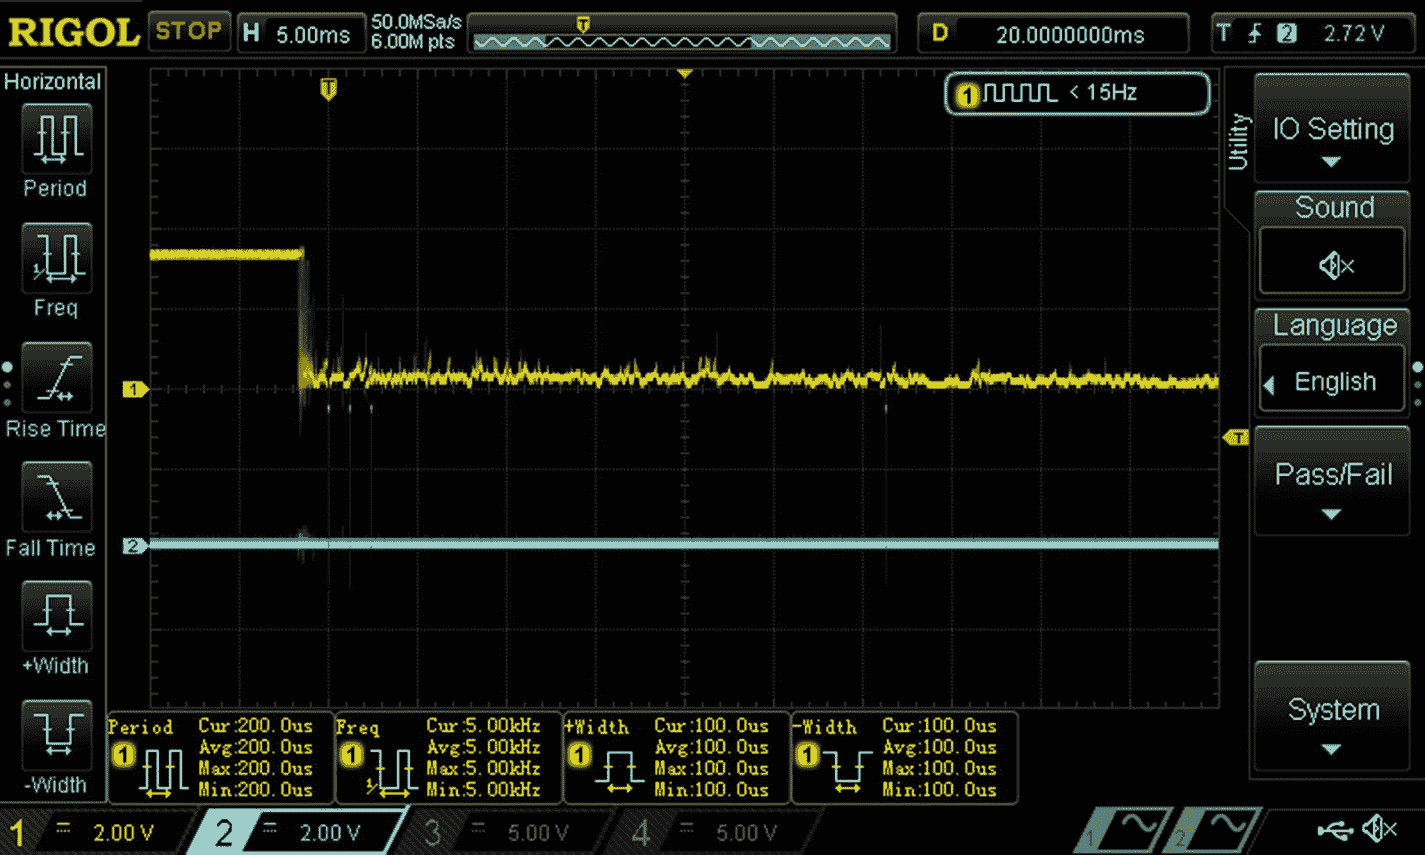 RIGOL STOP H 5.00ms 50.0MSa/s
6.00M pts
T
D 20.0000000ms T 2 2.72 V
Horizontal
Period
Freq
Rise Time
Fall Time
+Width
-Width
T
1 < 15Hz
1
2
T
Utility
IO Setting
Sound
Language
English
Pass/Fail
System
Period Cur:200.0us
Avg:200.0us
Max:200.0us
Min:200.0us
1
Freq Cur:5.00kHz
Avg:5.00kHz
Max:5.00kHz
Min:5.00kHz
1
+Width Cur:100.0us
Avg:100.0us
Max:100.0us
Min:100.0us
1
-Width Cur:100.0us
Avg:100.0us
Max:100.0us
Min:100.0us
1
1 2.00 V 2 2.00 V 3 5.00 V 4 5.00 V 1 2